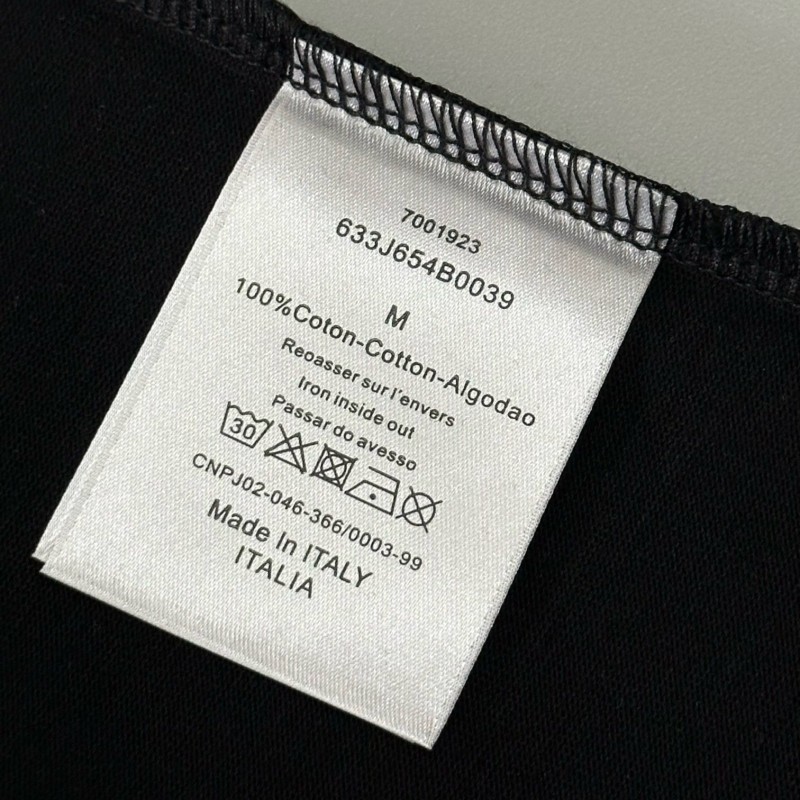 7001923
633J654B0039
M
100%Coton-Cotton-Algodao
Reoasser sur l'envers
Iron inside out
Passar do avesso
30
CNPJ02-046-366/0003-99
Made In ITALY
ITALIA